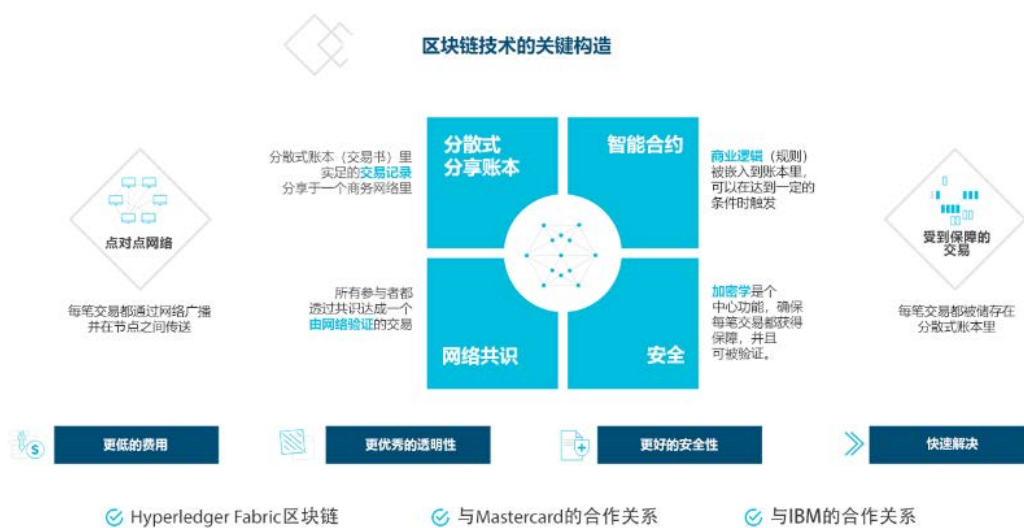 区块链技术的关键构造
点对点网络
每笔交易都通过网络广播
并在节点之间传送
分散式账本（交易书）里
实足的交易记录
分享于一个商务网络里
分散式
分享账本
智能合约
商业逻辑（规则）
被嵌入到账本里，
可以在达到一定的
条件时触发
所有参与者都
透过共识达成一个
由网络验证的交易
网络共识
安全
加密学是个
中心功能，确保
每笔交易都获得
保障，并且
可被验证。
受到保障的
交易
每笔交易都被储存在
分散式账本里
更低的费用
更优秀的透明性
更好的安全性
快速解决
Hyperledger Fabric区块链
与Mastercard的合作关系
与IBM的合作关系